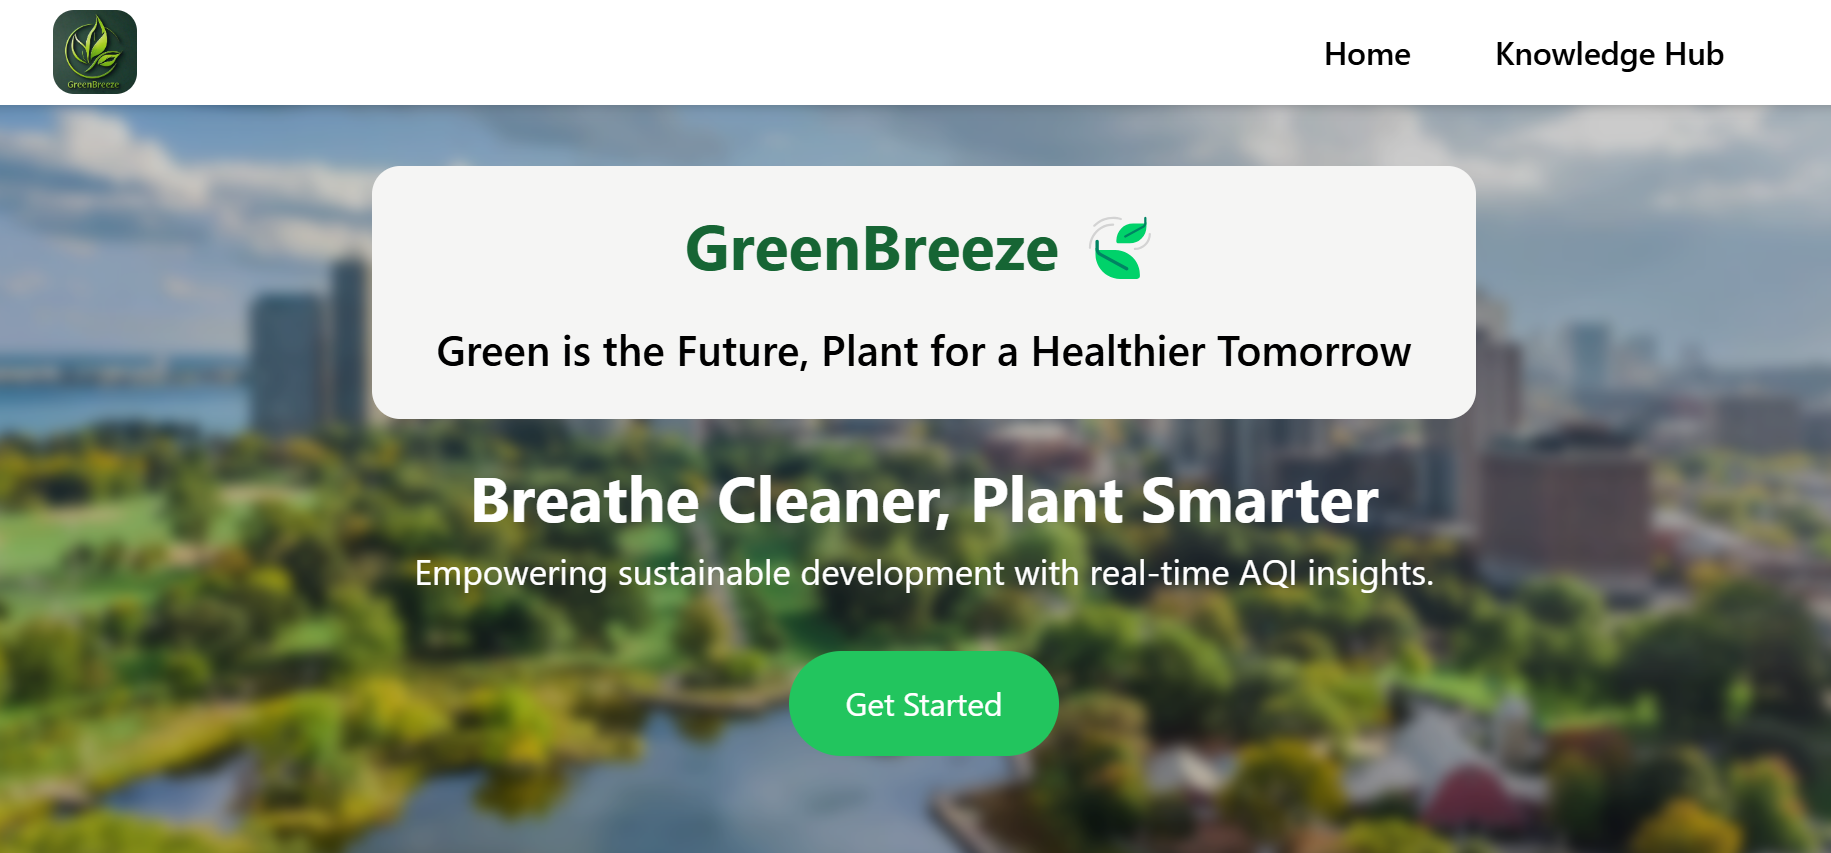 GreenBreeze
Home
Knowledge Hub
GreenBreeze
Green is the Future, Plant for a Healthier Tomorrow
Breathe Cleaner, Plant Smarter
Empowering sustainable development with real-time AQI insights.
Get Started